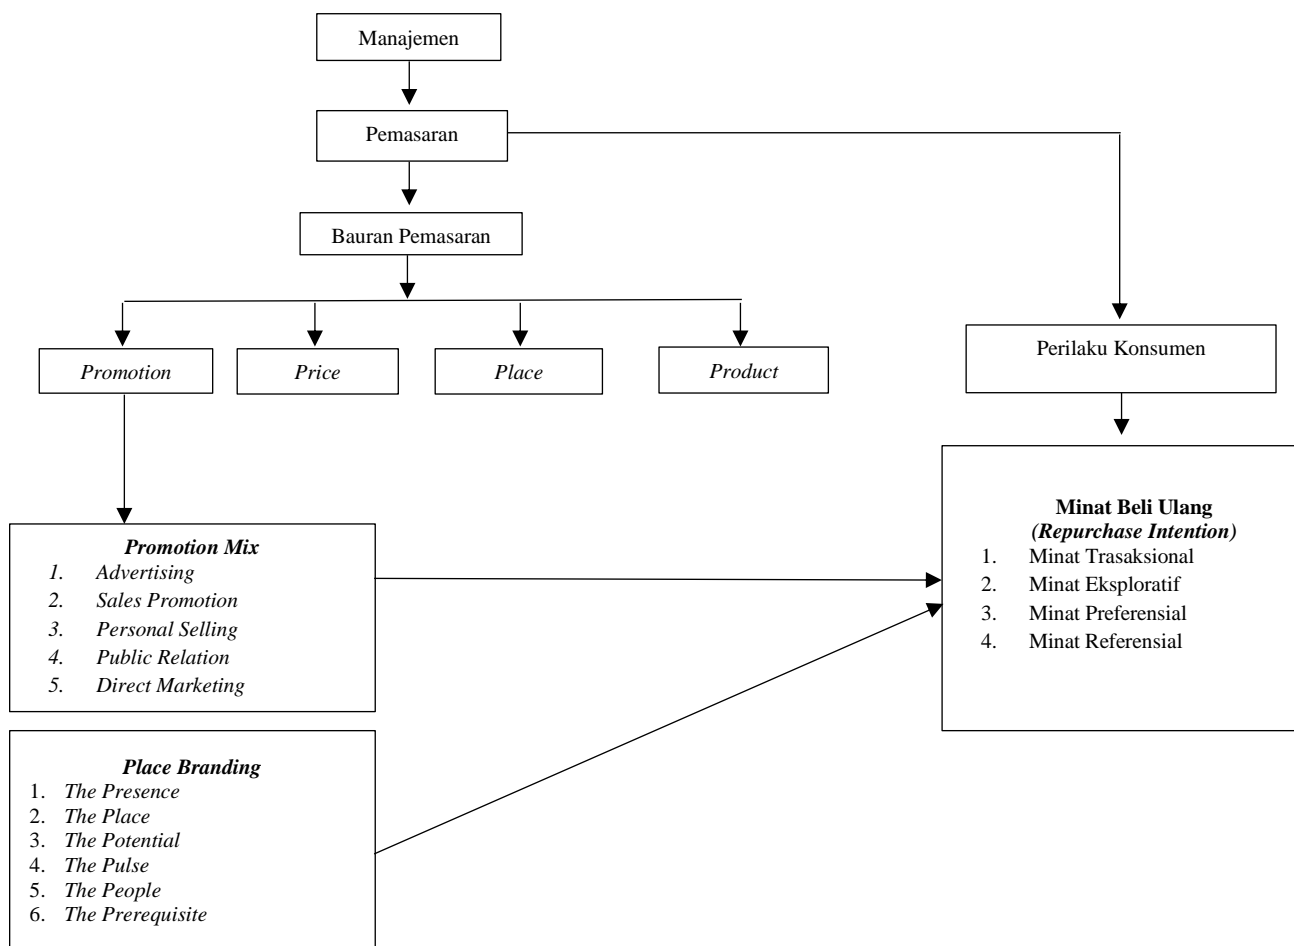 Manajemen
Pemasaran
Bauran Pemasaran
Promotion
Price
Place
Product
Perilaku Konsumen
Promotion Mix
1. Advertising
2. Sales Promotion
3. Personal Selling
4. Public Relation
5. Direct Marketing
Minat Beli Ulang
(Repurchase Intention)
1. Minat Trasaksional
2. Minat Eksploratif
3. Minat Preferensial
4. Minat Referensial
Place Branding
1. The Presence
2. The Place
3. The Potential
4. The Pulse
5. The People
6. The Prerequisite